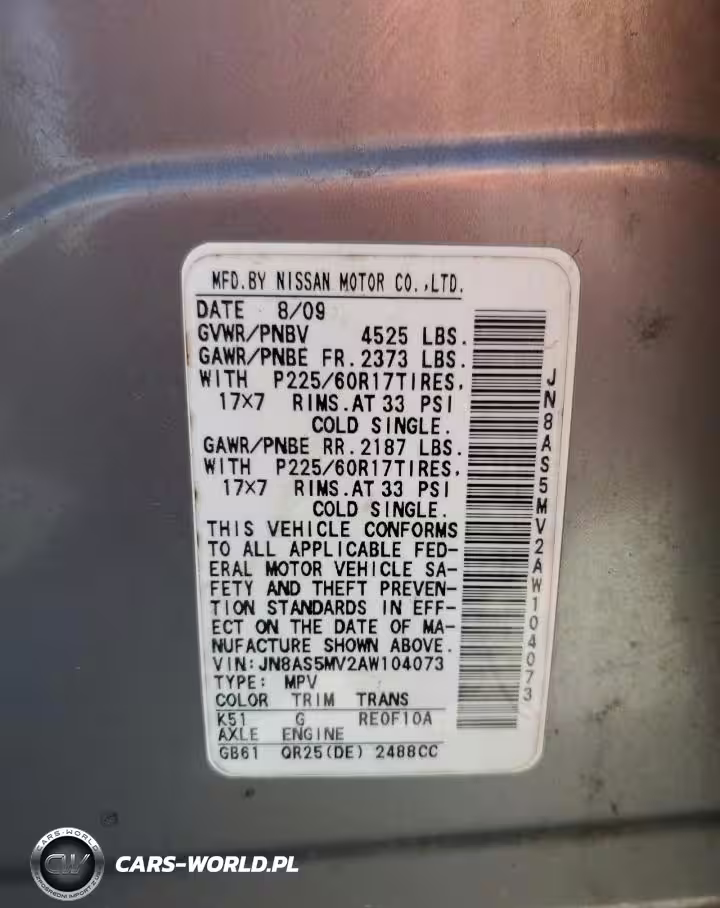 MFD.BY NISSAN MOTOR CO.,LTD.
DATE 8/09
GVWR/PNBV 4525 LBS.
GAWR/PNBE FR.2373 LBS.
WITH P225/60R17TIRES,
17×7 RIMS.AT 33 PSI
COLD SINGLE.
GAWR/PNBE RR.2187 LBS.
WITH P225/60R17TIRES,
17×7 RIMS.AT 33 PSI
COLD SINGLE.
THIS VEHICLE CONFORMS
TO ALL APPLICABLE FED-
ERAL MOTOR VEHICLE SA-
FETY AND THEFT PREVEN-
TION STANDARDS IN EFF-
ECT ON THE DATE OF MA-
NUFACTURE SHOWN ABOVE.
VIN:JN8AS5MV2AW104073
TYPE: MPV
COLOR TRIM TRANS
K51 G RE0F10A
AXLE ENGINE
GB61 QR25(DE) 2488CC
JN8AS5MV2AW104073
CARS-WORLD
CW
CARS-WORLD.PL